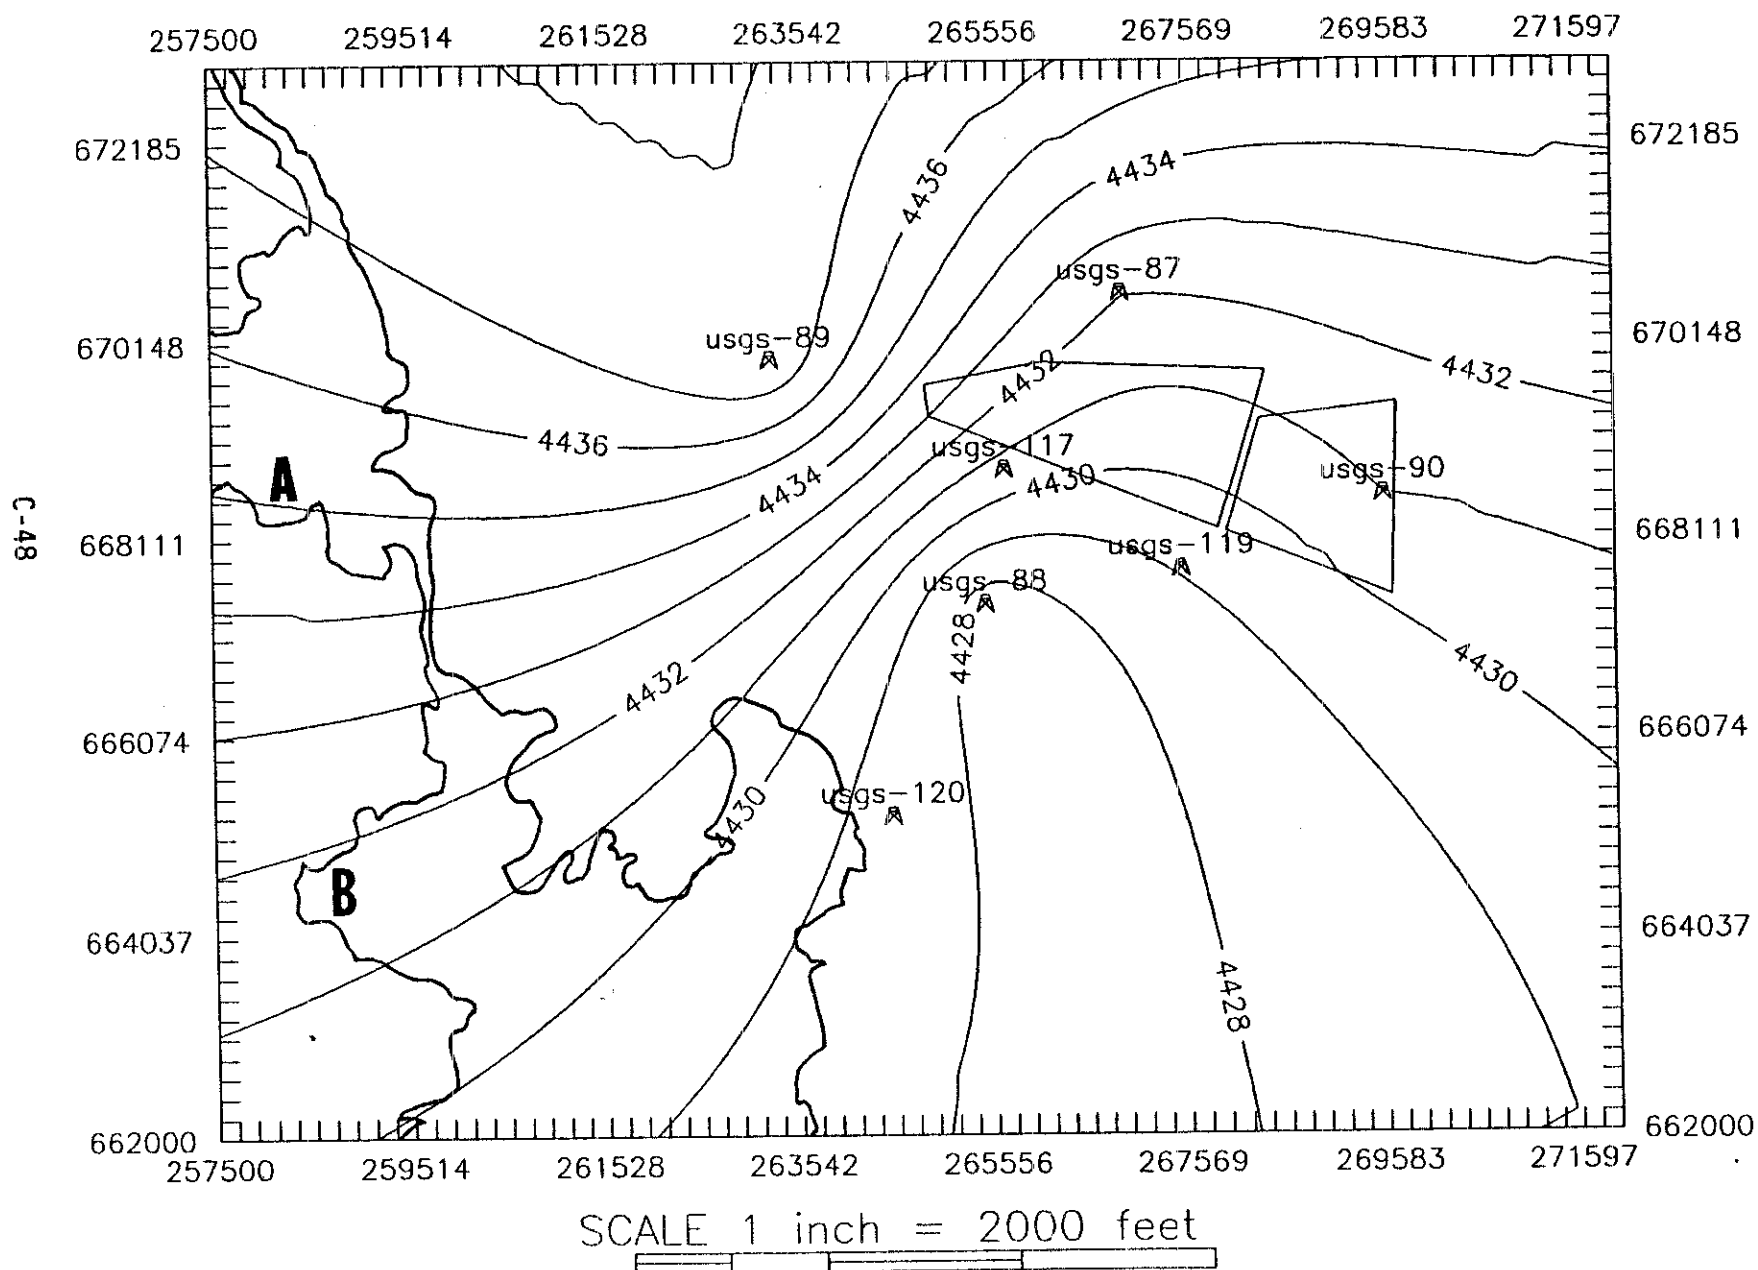 257500 259514 261528 263542 265556 267569 269583 271597
672185 672185
4436
4434
usgs-87
670148 usgs-89 670148
4432
4432
4436
usgs-117
usgs-90
A
4434
4430
C-48
668111 668111
usgs-119
usgs-88
4428
4430
4432
666074 666074
usgs-120
4430
B
664037 664037
4428
662000 662000
257500 259514 261528 263542 265556 267569 269583 271597
SCALE 1 inch = 2000 feet